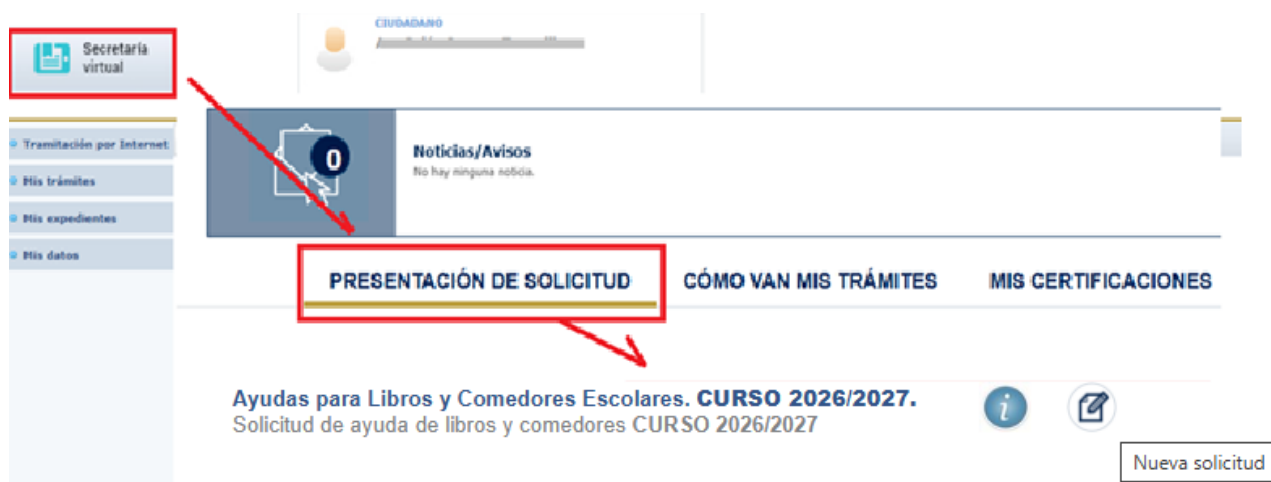 CIUDADANO
Secretaría
virtual
Tramitación por Internet
Mis trámites
Mis expedientes
Mis datos
0
Noticias/Avisos
No hay ninguna noticia.
PRESENTACIÓN DE SOLICITUD
CÓMO VAN MIS TRÁMITES
MIS CERTIFICACIONES
Ayudas para Libros y Comedores Escolares. CURSO 2026/2027.
Solicitud de ayuda de libros y comedores CURSO 2026/2027
i
Nueva solicitud